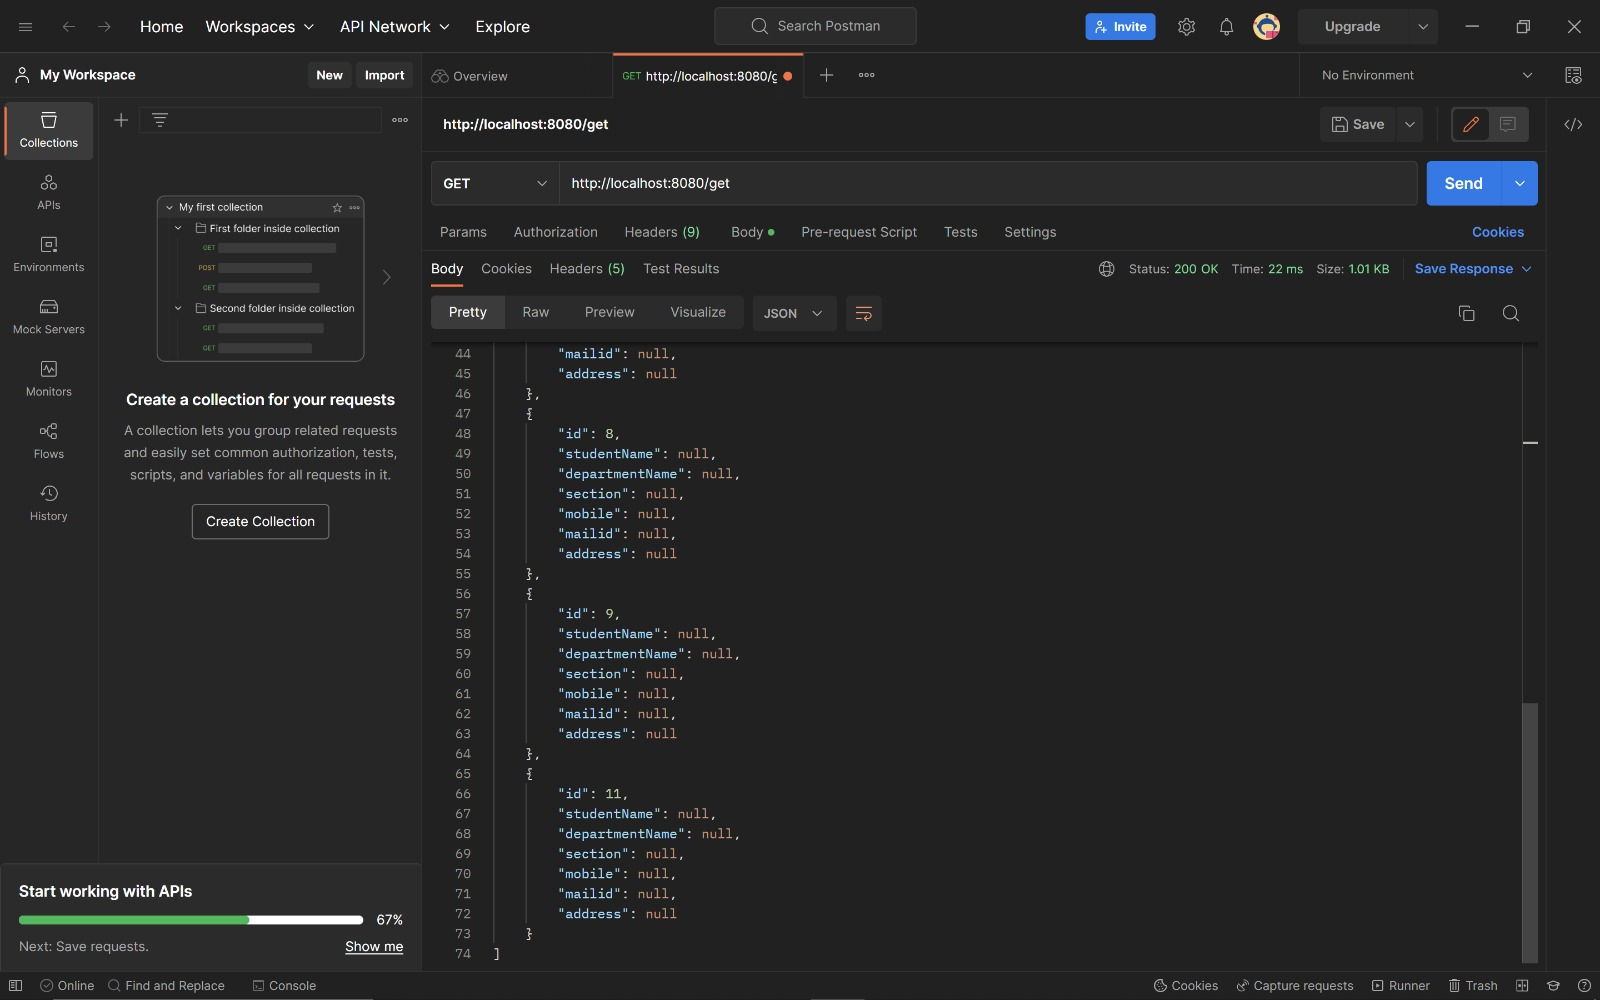 Home Workspaces API Network Explore Search Postman Invite Upgrade
My Workspace New Import Overview GET http://localhost:8080/g No Environment
Collections
APIs
Environments
Mock Servers
Monitors
Flows
History
My first collection
First folder inside collection
GET
POST
GET
Second folder inside collection
GET
GET
Create a collection for your requests
A collection lets you group related requests
and easily set common authorization, tests,
scripts, and variables for all requests in it.
Create Collection
Start working with APIs
67%
Next: Save requests. Show me
http://localhost:8080/get Save
GET http://localhost:8080/get Send
Params Authorization Headers (9) Body Pre-request Script Tests Settings Cookies
Body Cookies Headers (5) Test Results Status: 200 OK Time: 22 ms Size: 1.01 KB Save Response
Pretty Raw Preview Visualize JSON
44 "mailid": null,
45 "address": null
46 },
47 {
48 "id": 8,
49 "studentName": null,
50 "departmentName": null,
51 "section": null,
52 "mobile": null,
53 "mailid": null,
54 "address": null
55 },
56 {
57 "id": 9,
58 "studentName": null,
59 "departmentName": null,
60 "section": null,
61 "mobile": null,
62 "mailid": null,
63 "address": null
64 },
65 {
66 "id": 11,
67 "studentName": null,
68 "departmentName": null,
69 "section": null,
70 "mobile": null,
71 "mailid": null,
72 "address": null
73 }
74 ]
Online Find and Replace Console Cookies Capture requests Runner Trash